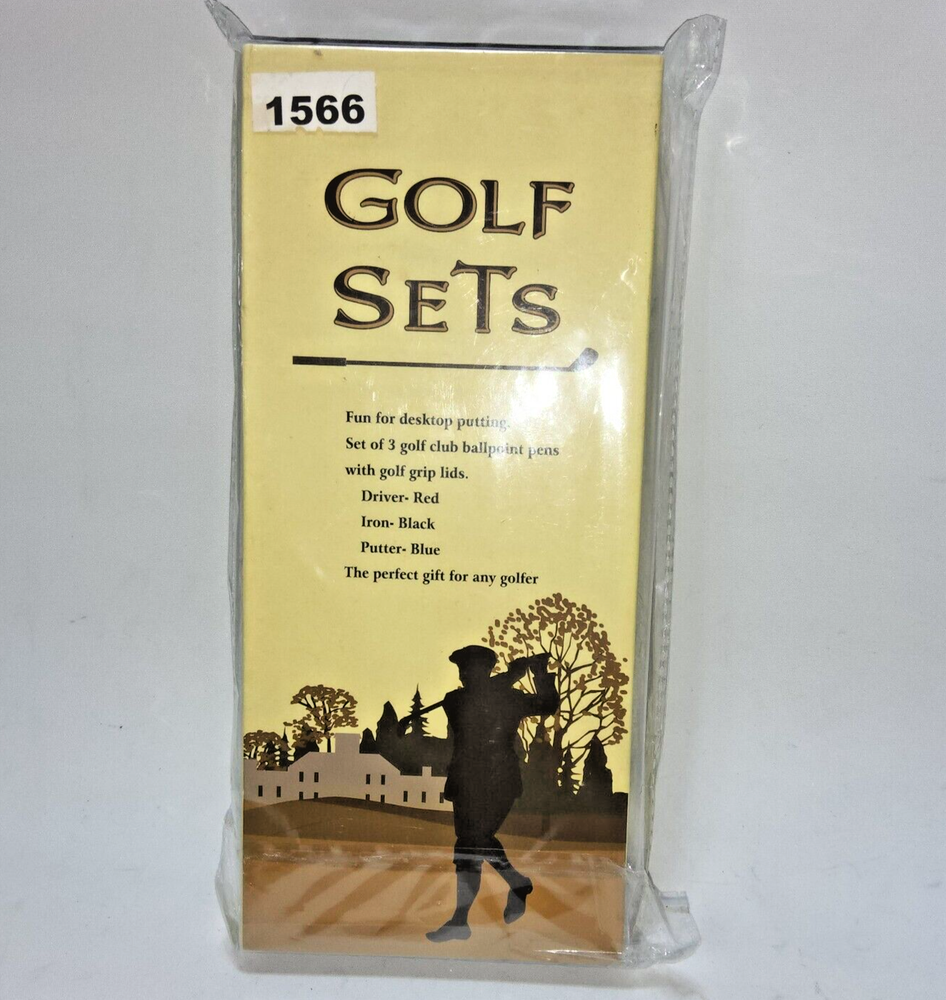 1566
GOLF
SETS
Fun for desktop putting.
Set of 3 golf club ballpoint pens
with golf grip lids.
Driver- Red
Iron- Black
Putter- Blue
The perfect gift for any golfer